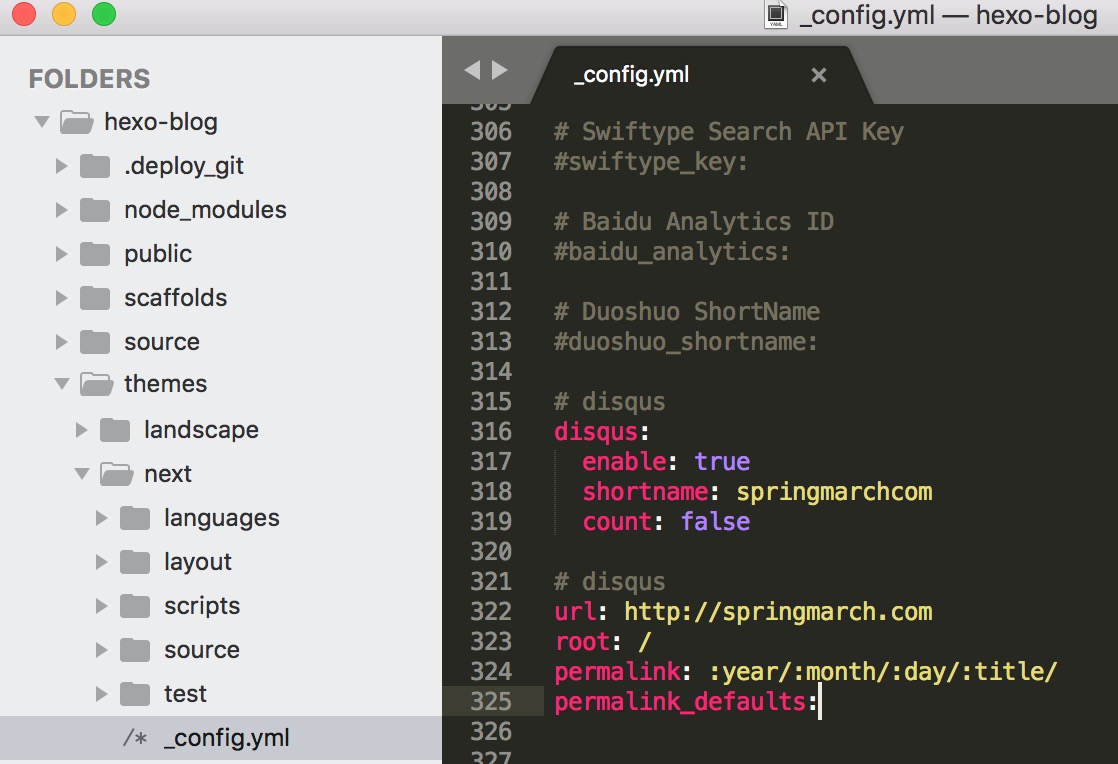 _config.yml — hexo-blog
FOLDERS
hexo-blog
.deploy_git
node_modules
public
scaffolds
source
themes
landscape
next
languages
layout
scripts
source
test
/* _config.yml
_config.yml ×
305
306 # Swiftype Search API Key
307 #swiftype_key:
308
309 # Baidu Analytics ID
310 #baidu_analytics:
311
312 # Duoshuo ShortName
313 #duoshuo_shortname:
314
315 # disqus
316 disqus:
317 enable: true
318 shortname: springmarchcom
319 count: false
320
321 # disqus
322 url: http://springmarch.com
323 root: /
324 permalink: :year/:month/:day/:title/
325 permalink_defaults:
326
327